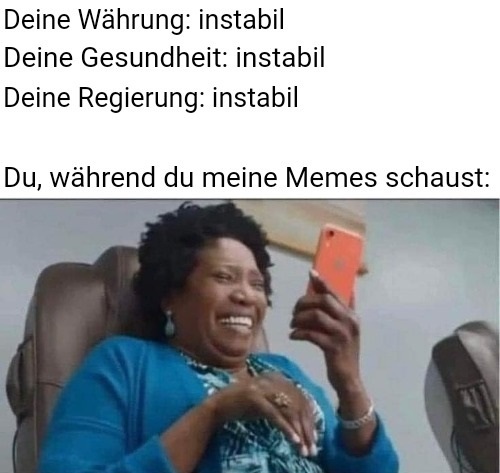 Deine Währung: instabil
Deine Gesundheit: instabil
Deine Regierung: instabil
Du, während du meine Memes schaust: